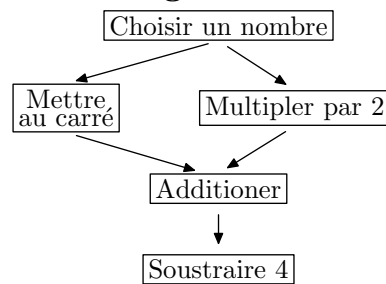 Choisir un nombre
Mettre
au carré
Multipler par 2
Additioner
Soustraire 4